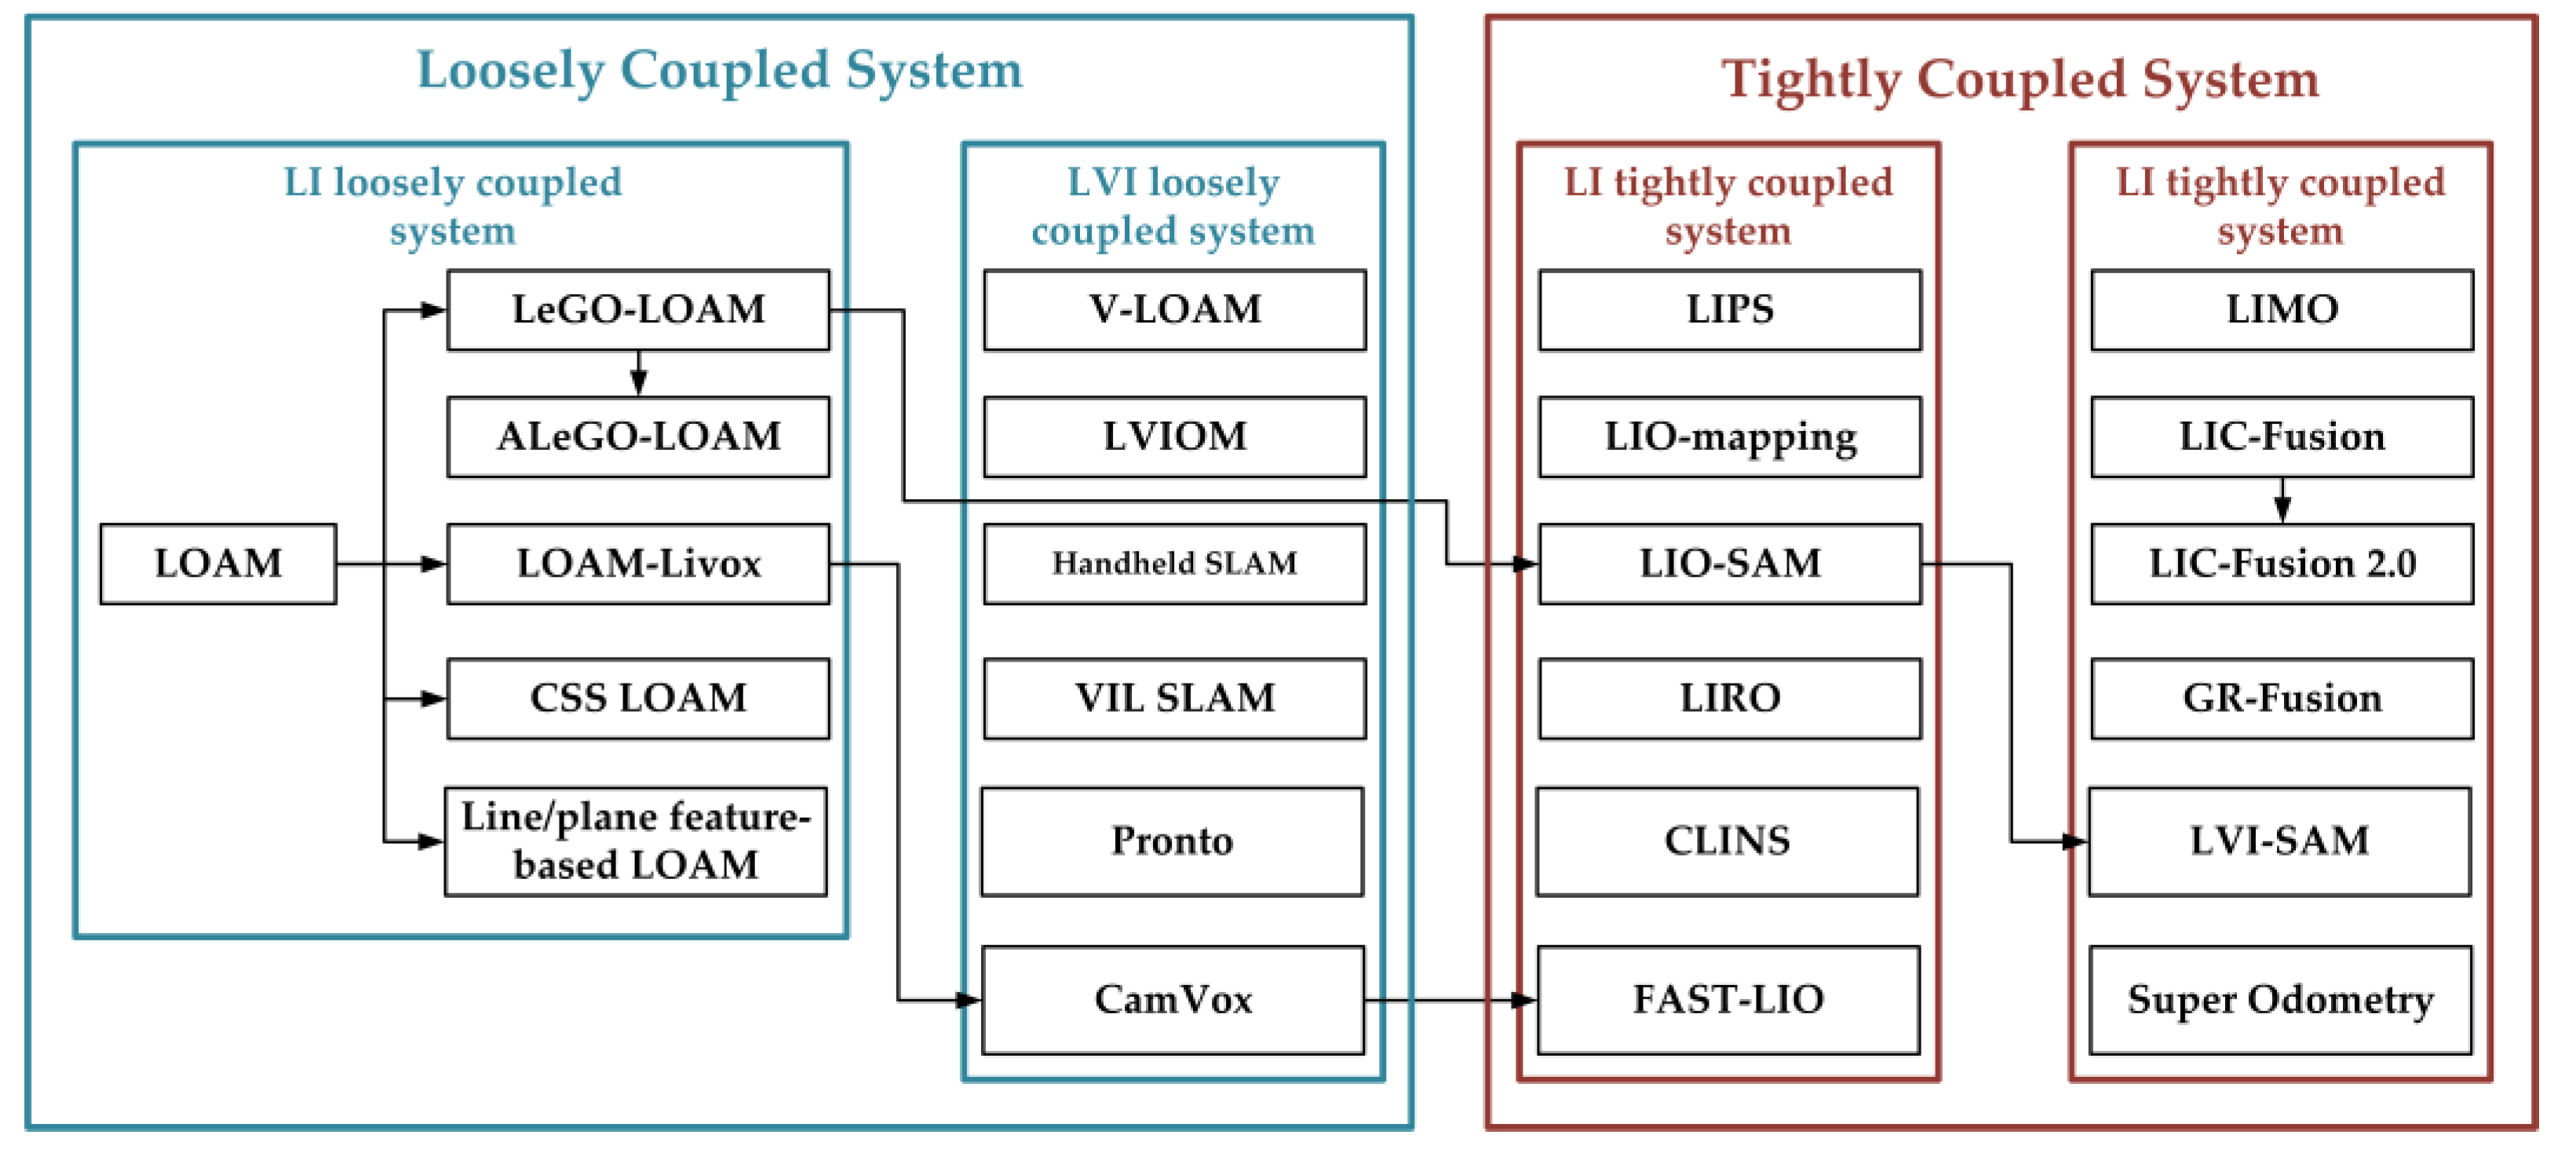 Loosely Coupled System
LI loosely coupled
system
LOAM
LeGO-LOAM
ALeGO-LOAM
LOAM-Livox
CSS LOAM
Line/plane feature-
based LOAM
LVI loosely
coupled system
V-LOAM
LVIOM
Handheld SLAM
VIL SLAM
Pronto
CamVox
Tightly Coupled System
LI tightly coupled
system
LIPS
LIO-mapping
LIO-SAM
LIRO
CLINS
FAST-LIO
LI tightly coupled
system
LIMO
LIC-Fusion
LIC-Fusion 2.0
GR-Fusion
LVI-SAM
Super Odometry